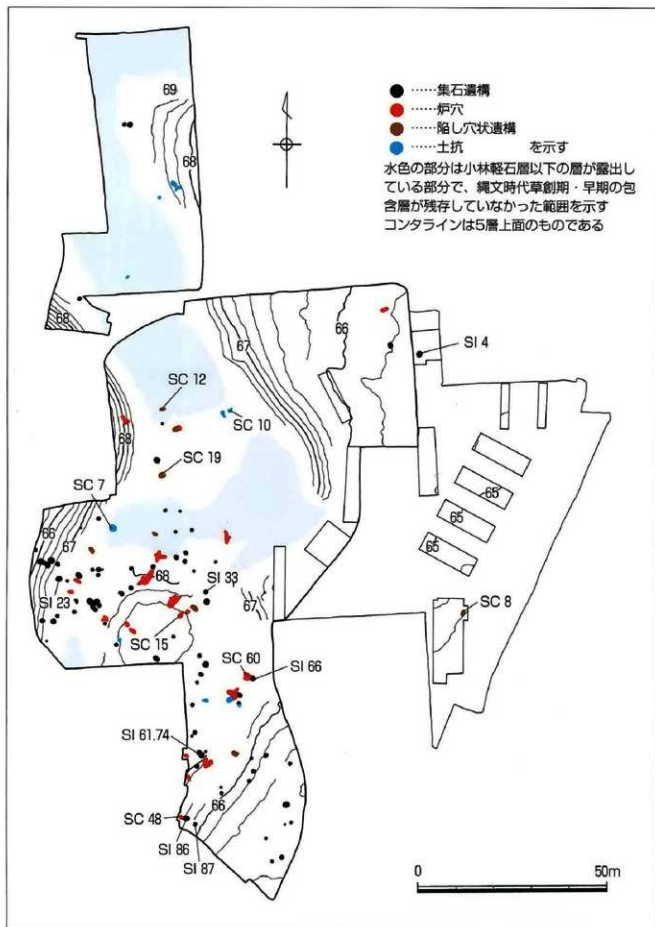 ●……集石遺構
●……炉穴
●……陥し穴状遺構
●……土抗　　　を示す
水色の部分は小林軽石層以下の層が露出し
ている部分で、縄文時代草創期・早期の包
含層が残存していなかった範囲を示す
コンタラインは5層上面のものである
69
68
68
66
67
SI 4
SC 12
SC 10
68
SC 19
SC 7
65
65
65
66
67
68
SI 33
SI 23
67
SC 8
SC 15
SC 60
SI 66
SI 61.74
66
SC 48
SI 86
SI 87
0
50m